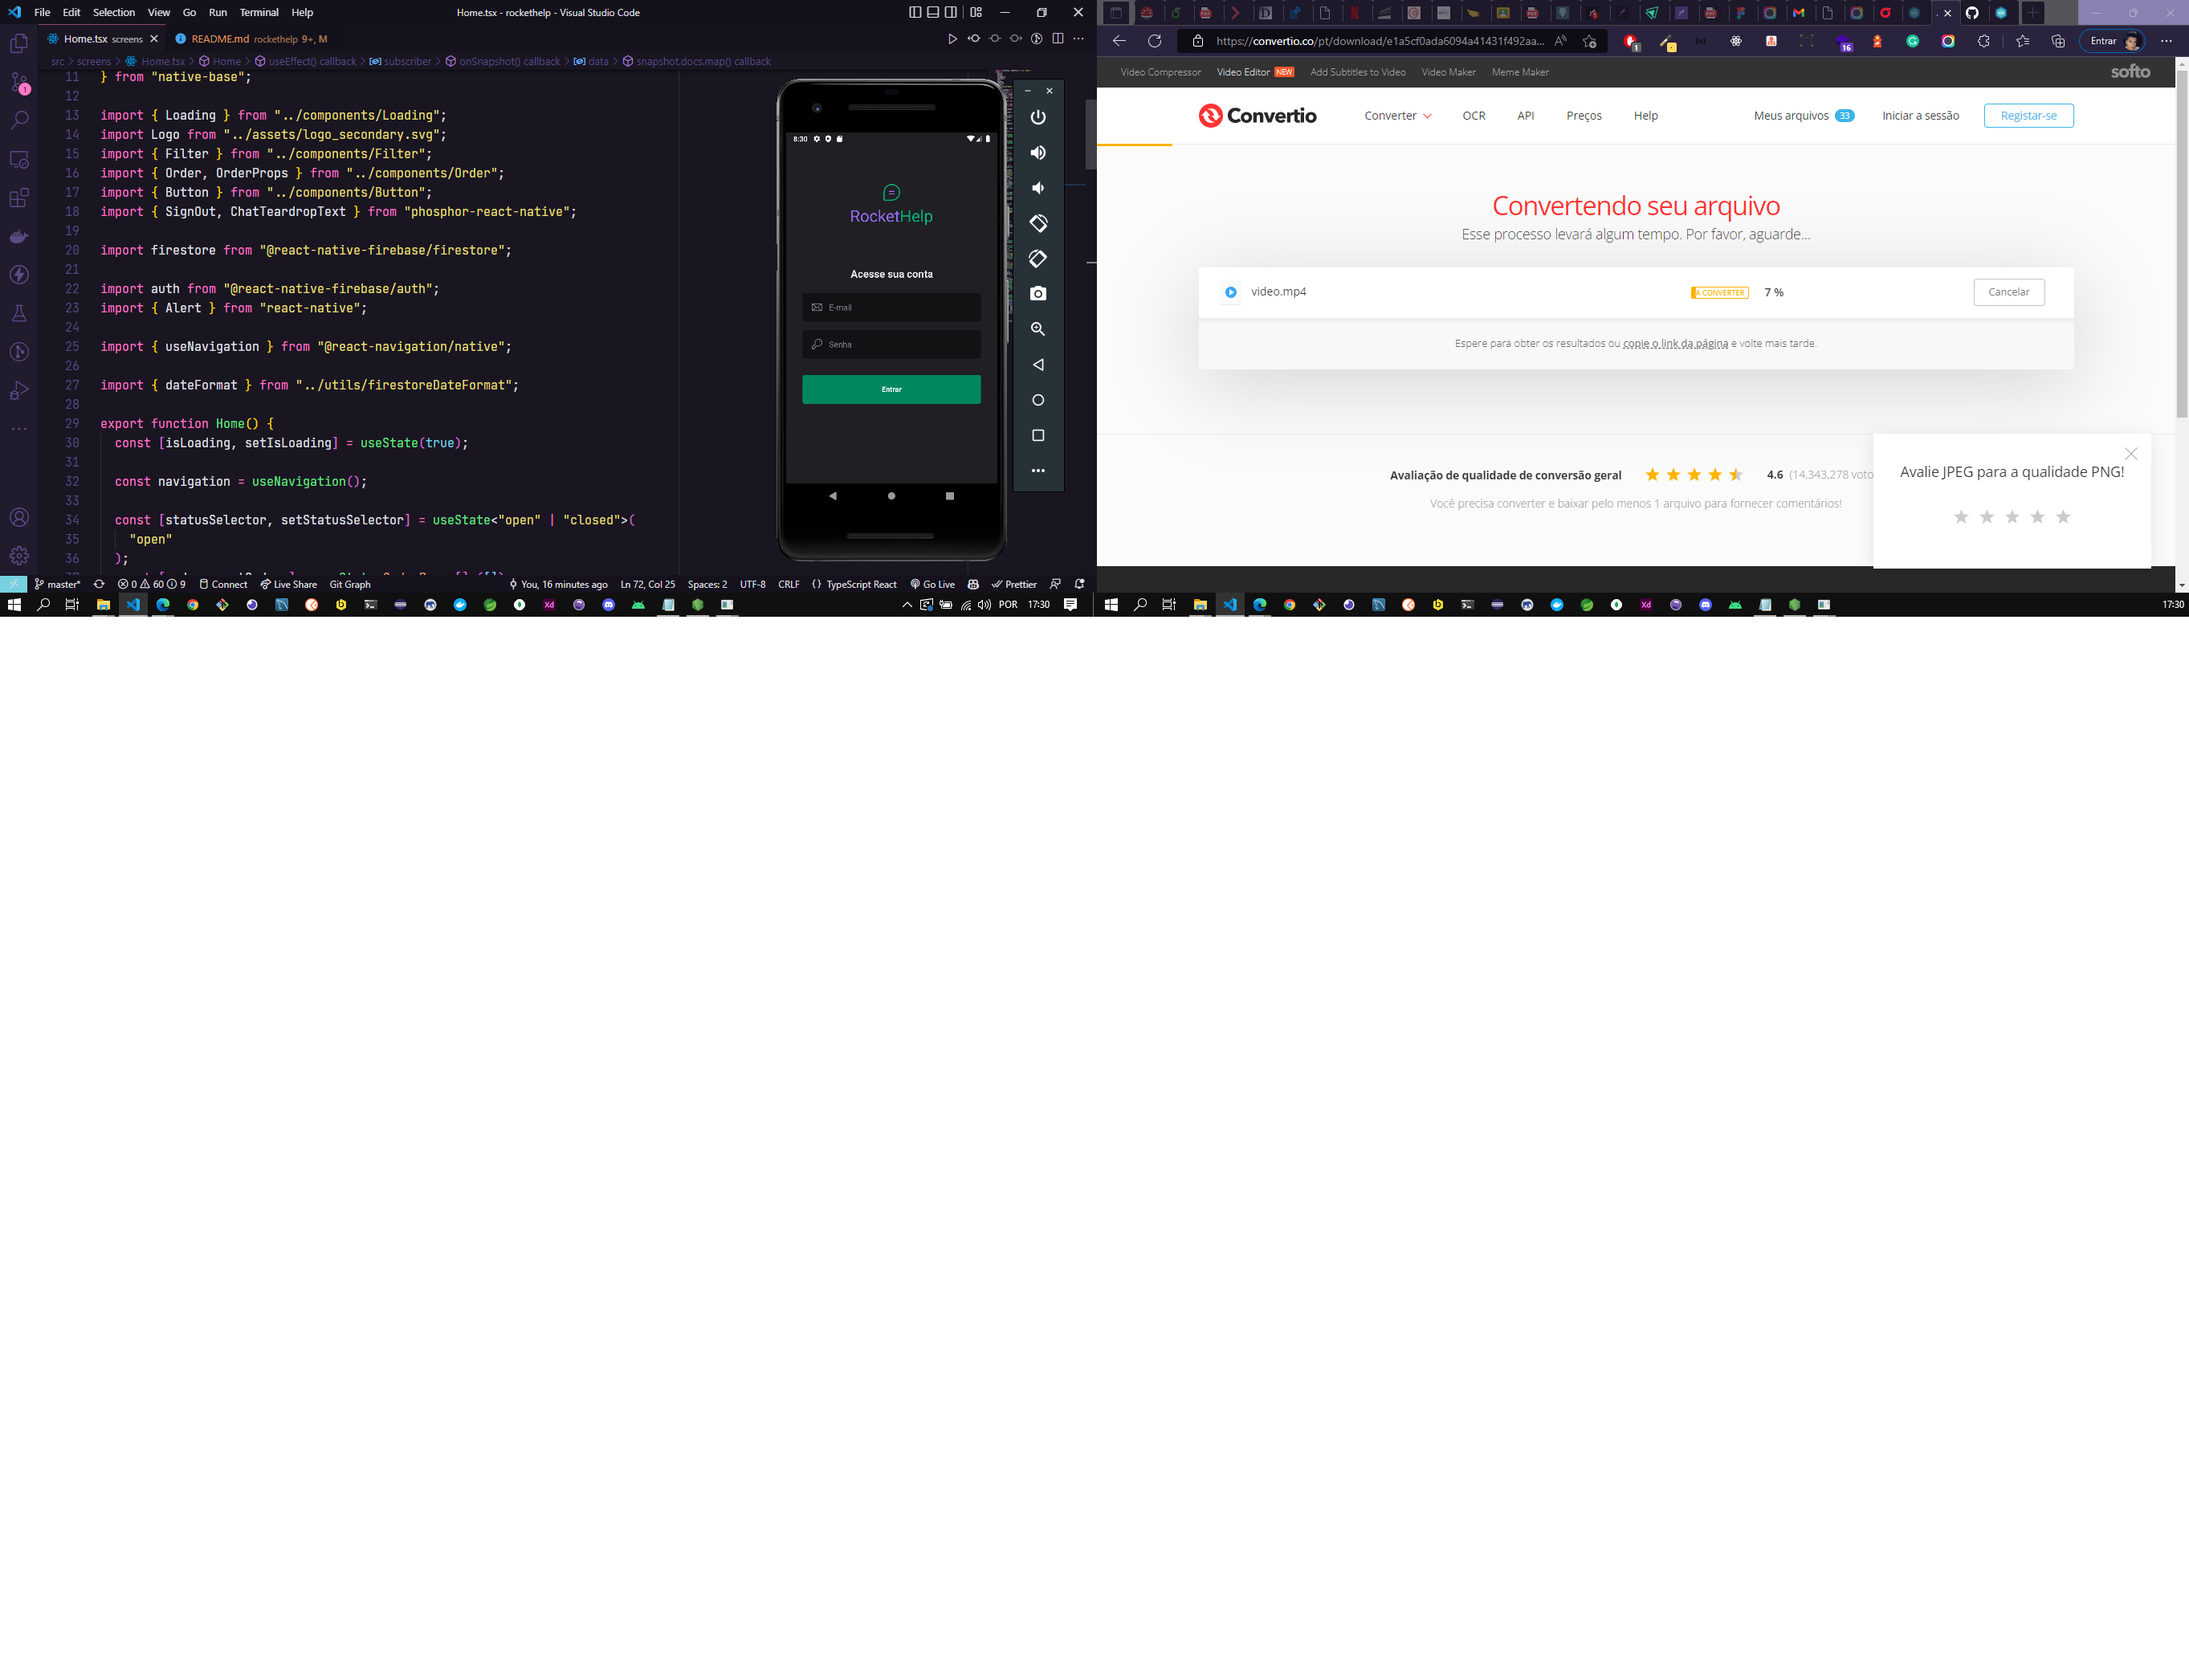 File Edit Selection View Go Run Terminal Help
Home.tsx - rockethelp - Visual Studio Code
Home.tsx screens
README.md rockethelp 9+, M
src > screens > Home.tsx > Home > useEffect() callback > subscriber > onSnapshot() callback > data > snapshot.docs.map() callback
11 } from "native-base";
12
13 import { Loading } from "../components/Loading";
14 import Logo from "../assets/logo_secondary.svg";
15 import { Filter } from "../components/Filter";
16 import { Order, OrderProps } from "../components/Order";
17 import { Button } from "../components/Button";
18 import { SignOut, ChatTeardropText } from "phosphor-react-native";
19
20 import firestore from "@react-native-firebase/firestore";
21
22 import auth from "@react-native-firebase/auth";
23 import { Alert } from "react-native";
24
25 import { useNavigation } from "@react-navigation/native";
26
27 import { dateFormat } from "../utils/firestoreDateFormat";
28
29 export function Home() {
30 const [isLoading, setIsLoading] = useState(true);
31
32 const navigation = useNavigation();
33
34 const [statusSelector, setStatusSelector] = useState<"open" | "closed">(
35 "open"
36 );
1
8:30
RocketHelp
Acesse sua conta
E-mail
Senha
Entrar
master* 0 60 9 Connect Live Share Git Graph
You, 16 minutes ago Ln 72, Col 25 Spaces: 2 UTF-8 CRLF {} TypeScript React Go Live Prettier
POR 17:30
https://convertio.co/pt/download/e1a5cf0ada6094a41431f492aa...
1
16
Entrar
Video Compressor Video Editor NEW Add Subtitles to Video Video Maker Meme Maker
softo
Convertio
Converter OCR API Preços Help
Meus arquivos 33 Iniciar a sessão Registar-se
Convertendo seu arquivo
Esse processo levará algum tempo. Por favor, aguarde...
video.mp4
A CONVERTER 7 %
Cancelar
Espere para obter os resultados ou copie o link da página e volte mais tarde.
Avaliação de qualidade de conversão geral
4.6 (14,343,278 voto
Você precisa converter e baixar pelo menos 1 arquivo para fornecer comentários!
Avalie JPEG para a qualidade PNG!
Xd
17:30